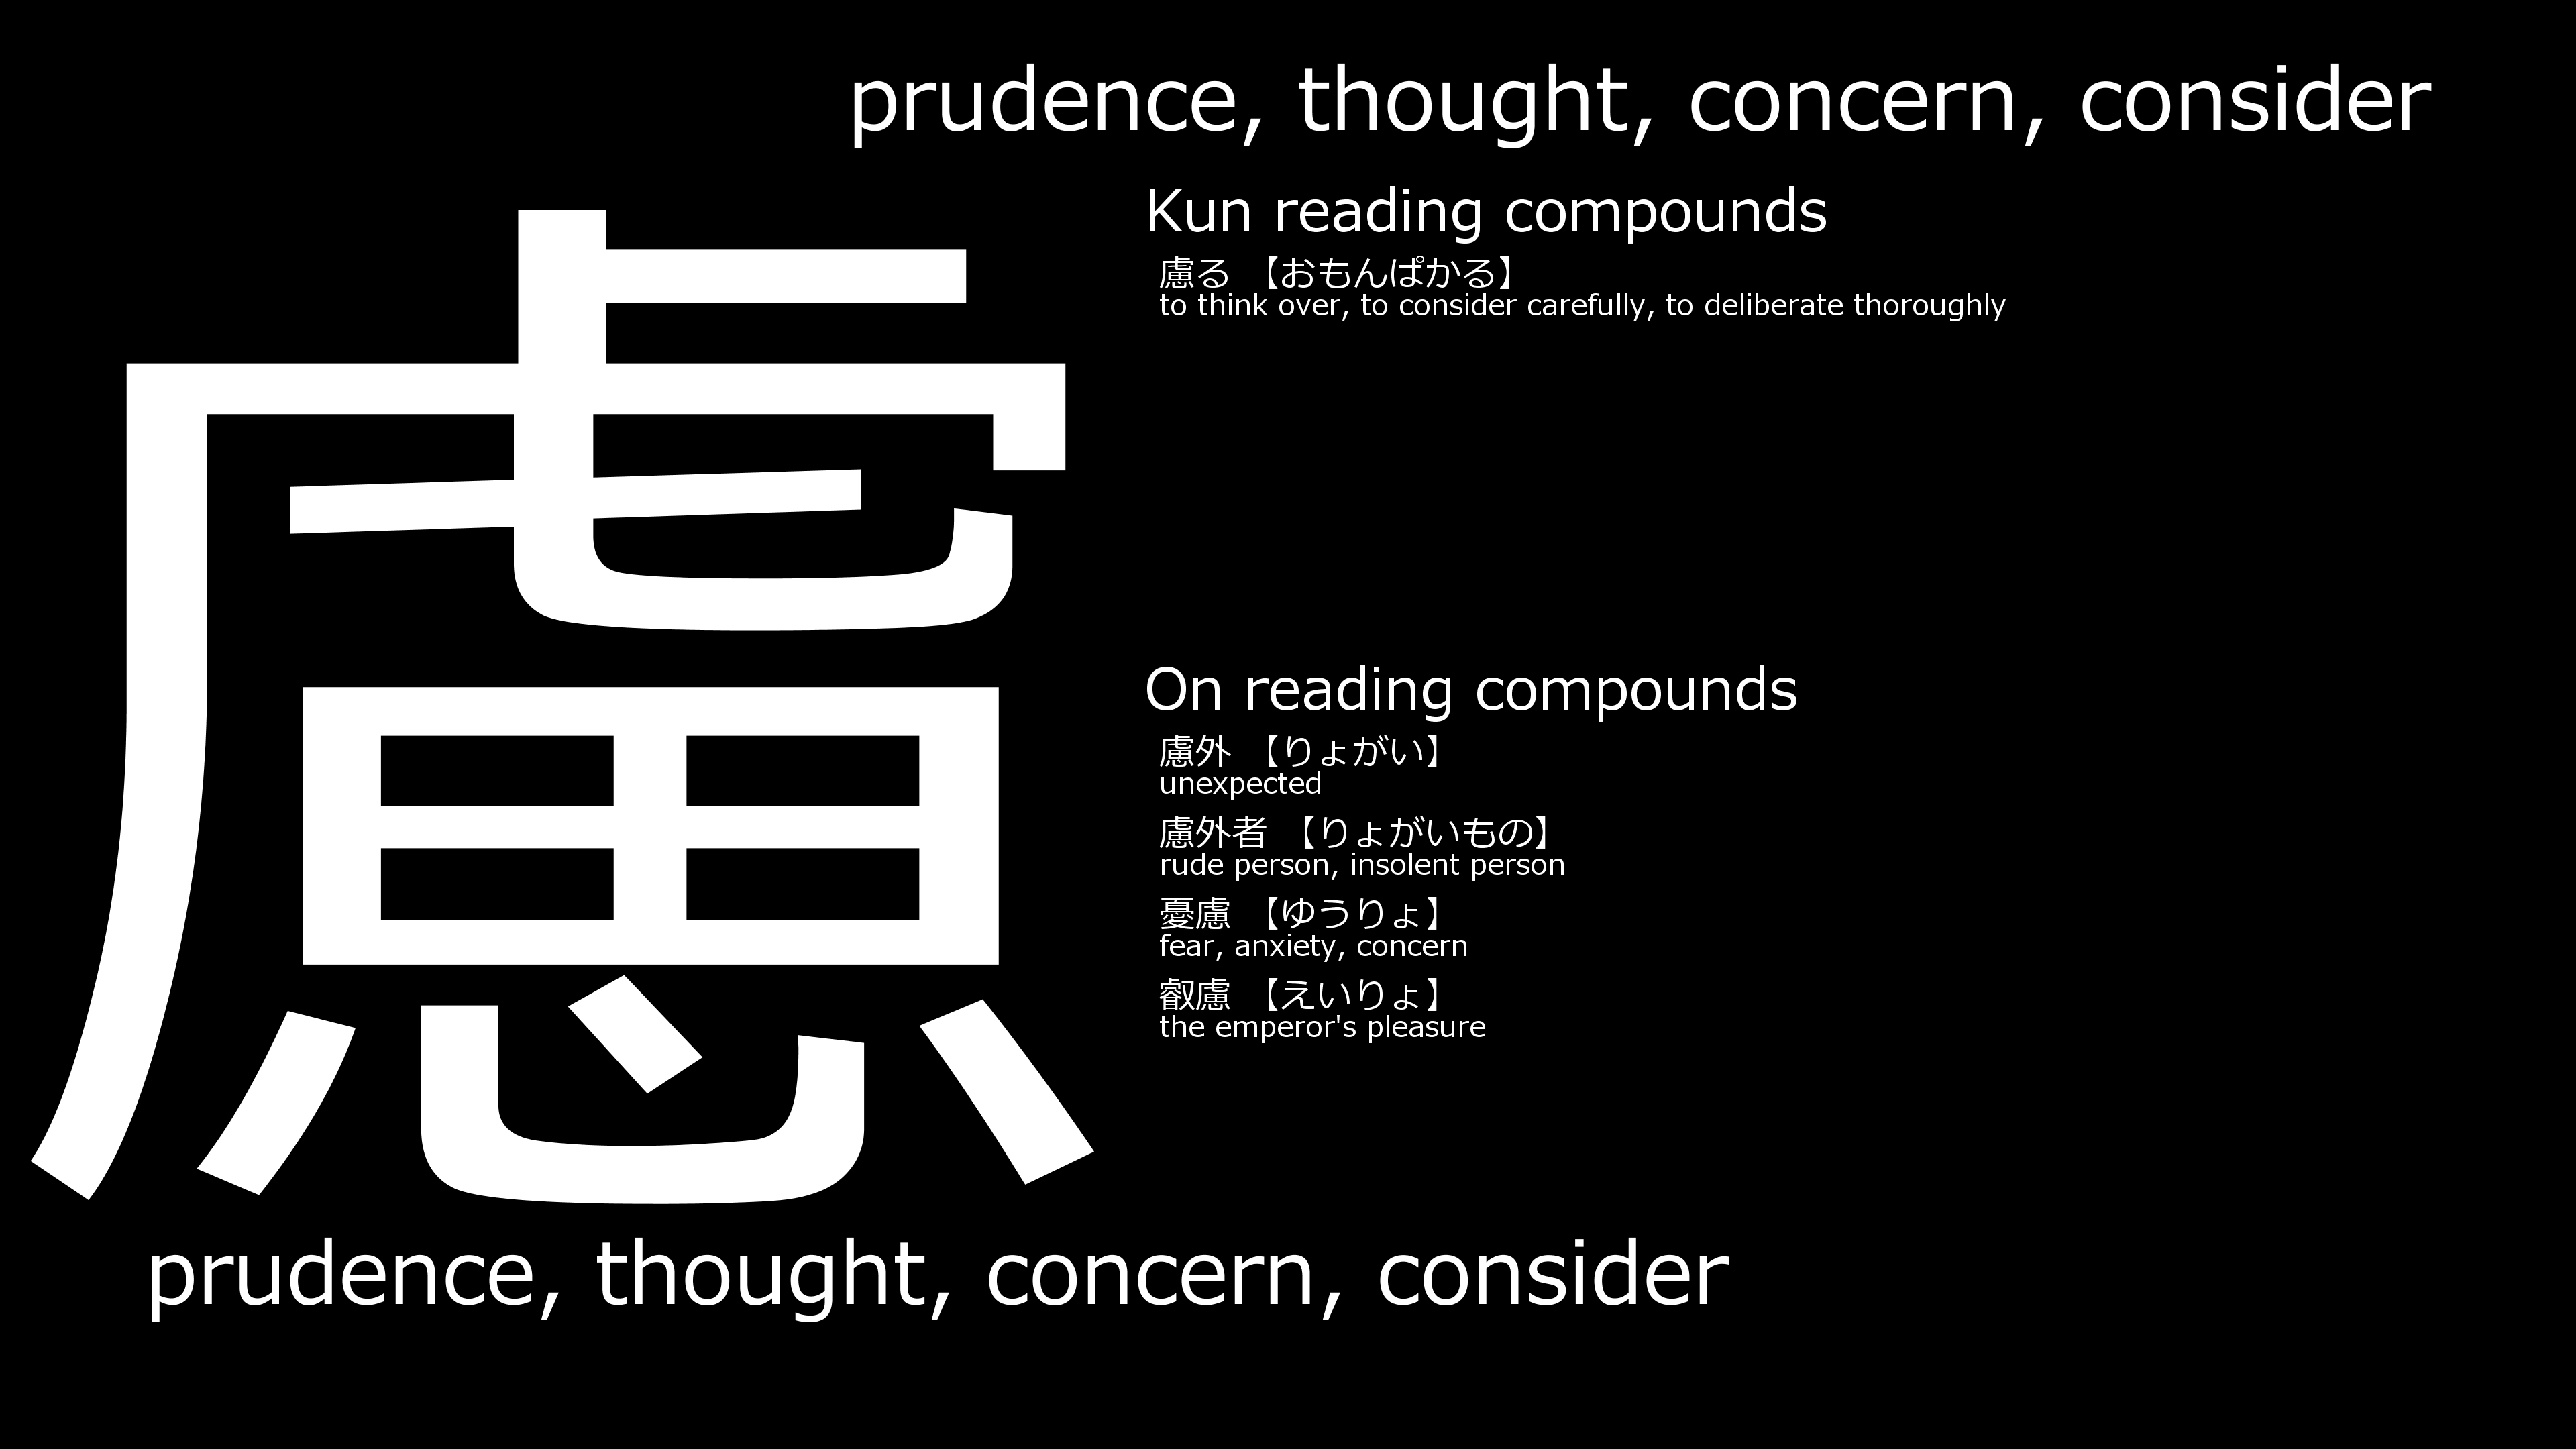 prudence, thought, concern, consider
慮
Kun reading compounds
慮る 【おもんぱかる】
to think over, to consider carefully, to deliberate thoroughly
On reading compounds
慮外 【りょがい】
unexpected
慮外者 【りょがいもの】
rude person, insolent person
憂慮 【ゆうりょ】
fear, anxiety, concern
叡慮 【えいりょ】
the emperor's pleasure
prudence, thought, concern, consider